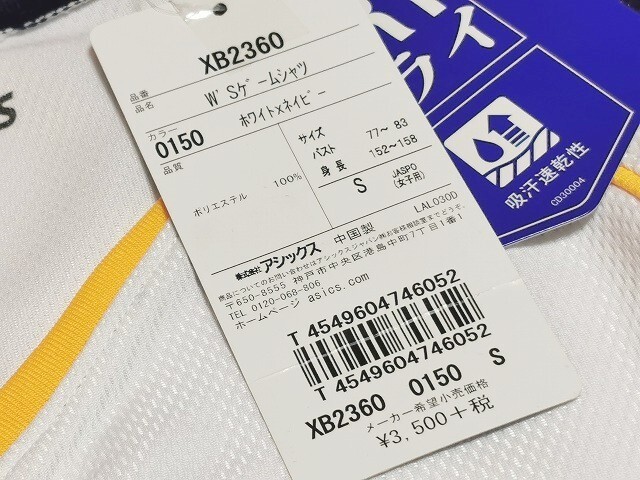 品番 XB2360
品名 W'Sゲームシャツ
カラー
0150 ホワイト×ネイビー
品質
ポリエステル 100%
サイズ
バスト 77～ 83
身 長 152～158
S JASPO
(女子用)
LAL030D
株式会社アシックス 中国製
商品についてのお問い合わせはアシックスジャパン㈱お客様相談室までどうぞ。
〒650-8555 神戸市中央区港島中町7丁目1番1
TEL 0120-068-806
ホームページ asics.com
T 4549604746052
T 4549604746052
XB2360 0150 S
メーカー希望小売価格
¥3,500+税
ライ
吸汗速乾性
CD30004
S